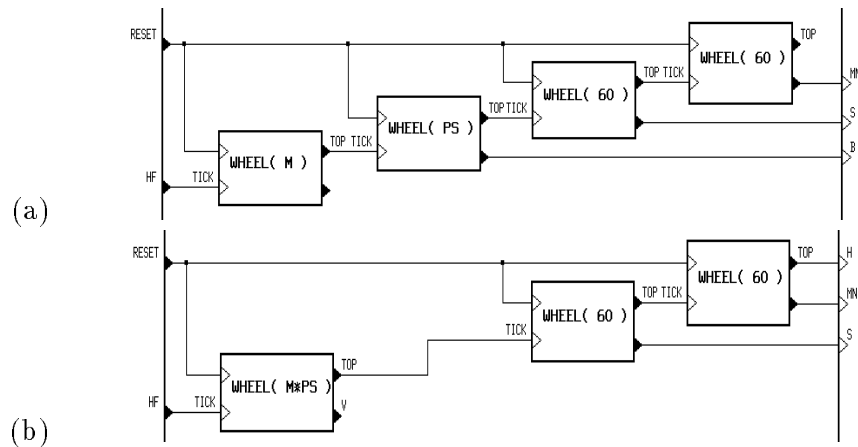 RESET
TOP
WHEEL( 60 )
TOP TICK
MN
WHEEL( 60 )
TOP TICK
S
WHEEL( PS )
TOP TICK
B
WHEEL( M )
HF
TICK
(a)
RESET
TOP
H
WHEEL( 60 )
TOP TICK
MN
WHEEL( 60 )
TICK
S
TOP
WHEEL( M*PS )
HF
TICK
V
(b)